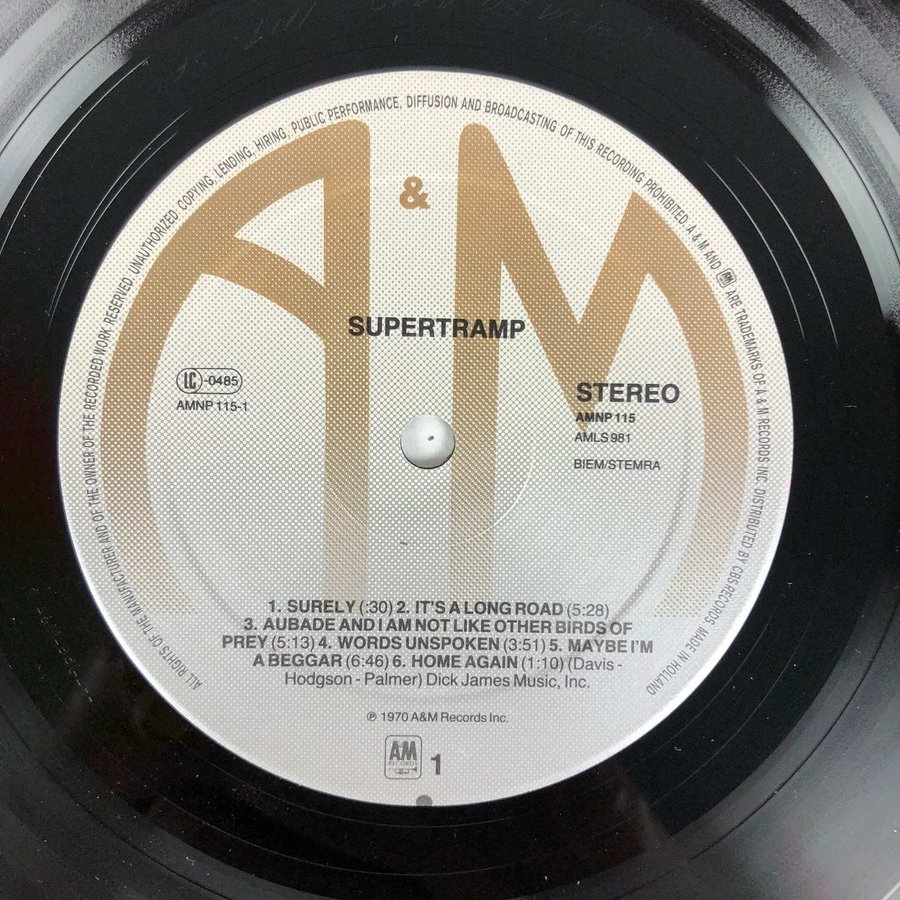 ALL RIGHTS OF THE MANUFACTURER AND OF THE OWNER OF THE RECORDED WORK RESERVED. UNAUTHORIZED COPYING, LENDING, HIRING, PUBLIC PERFORMANCE, DIFFUSION AND BROADCASTING OF THIS RECORDING PROHIBITED. A & M AND A&M RECORDS ARE TRADEMARKS OF A & M RECORDS INC. DISTRIBUTED BY CBS-RECORDS. MADE IN HOLLAND
A & M
SUPERTRAMP
LC -0485
AMNP 115-1
STEREO
AMNP 115
AMLS 981
BIEM/STEMRA
1. SURELY (:30) 2. IT'S A LONG ROAD (5:28)
3. AUBADE AND I AM NOT LIKE OTHER BIRDS OF
PREY (5:13) 4. WORDS UNSPOKEN (3:51) 5. MAYBE I'M
A BEGGAR (6:46) 6. HOME AGAIN (1:10) (Davis -
Hodgson - Palmer) Dick James Music, Inc.
℗ 1970 A&M Records Inc.
A&M
RECORDS
1